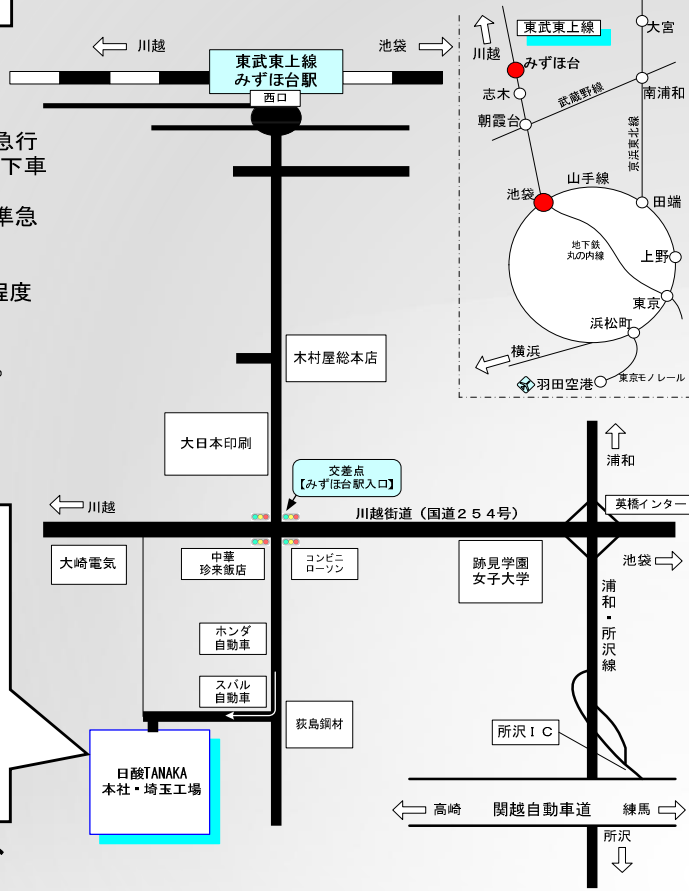 川越
池袋
東武東上線
みずほ台駅
西口
急行
下車
準急
程度
。
東武東上線
川越
みずほ台
志木
朝霞台
武蔵野線
大宮
南浦和
京浜東北線
山手線
池袋
田端
地下鉄
丸の内線
上野
東京
浜松町
横浜
羽田空港
東京モノレール
木村屋総本店
大日本印刷
交差点
【みずほ台駅入口】
川越
川越街道（国道２５４号）
浦和
英橋インター
池袋
大崎電気
中華
珍来飯店
コンビニ
ローソン
跡見学園
女子大学
浦和・所沢線
ホンダ
自動車
スバル
自動車
荻島鋼材
所沢ＩＣ
日酸TANAKA
本社・埼玉工場
高崎
関越自動車道
練馬
所沢